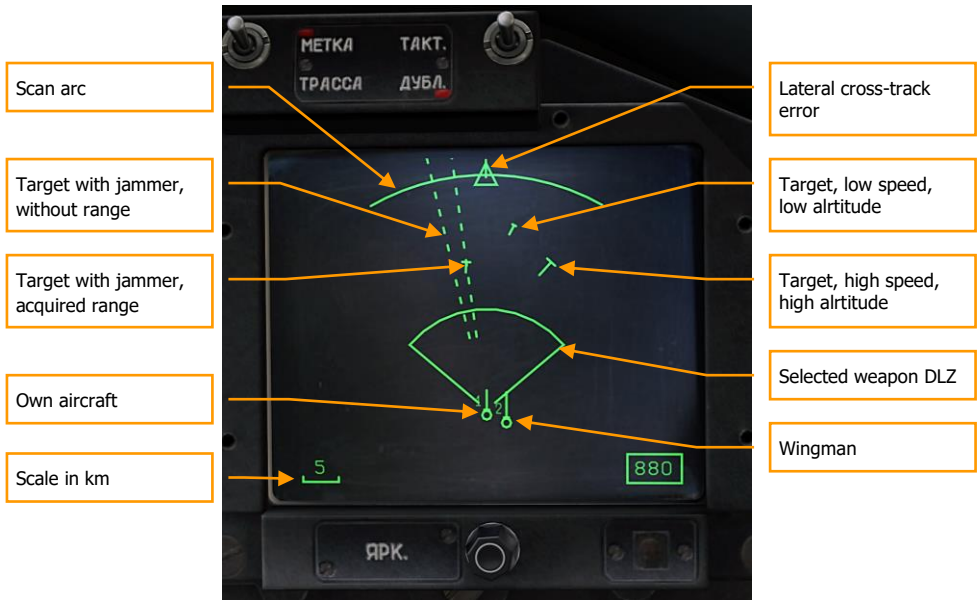 МЕТКА ТАКТ.
ТРАССА ДУБЛ.
Scan arc
Target with jammer,
without range
Target with jammer,
acquired range
Own aircraft
Scale in km
Lateral cross-track
error
Target, low speed,
low alrtitude
Target, high speed,
high alrtitude
Selected weapon DLZ
Wingman
1
2
5
880
ЯРК.